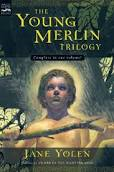 THE
YOUNG
MERLIN
TRILOGY
Complete in one volume!
JANE YOLEN